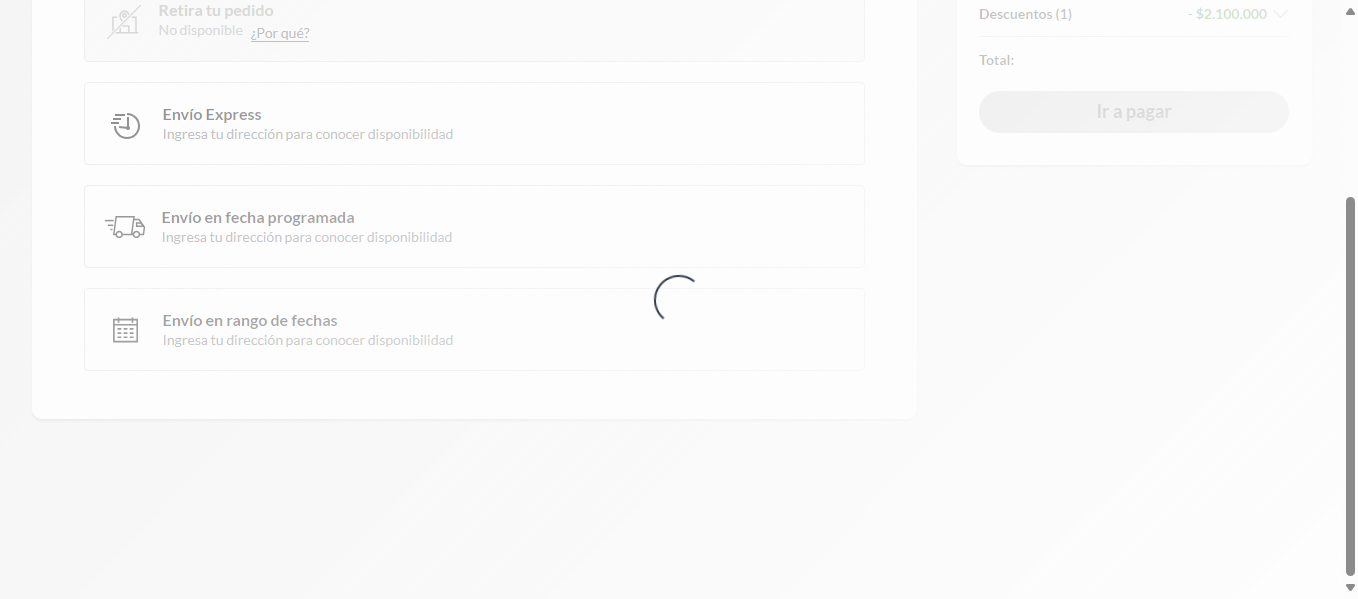 Retira tu pedido
No disponible ¿Por qué?
Envío Express
Ingresa tu dirección para conocer disponibilidad
Envío en fecha programada
Ingresa tu dirección para conocer disponibilidad
Envío en rango de fechas
Ingresa tu dirección para conocer disponibilidad
Descuentos (1) - $2.100.000
Total:
Ir a pagar